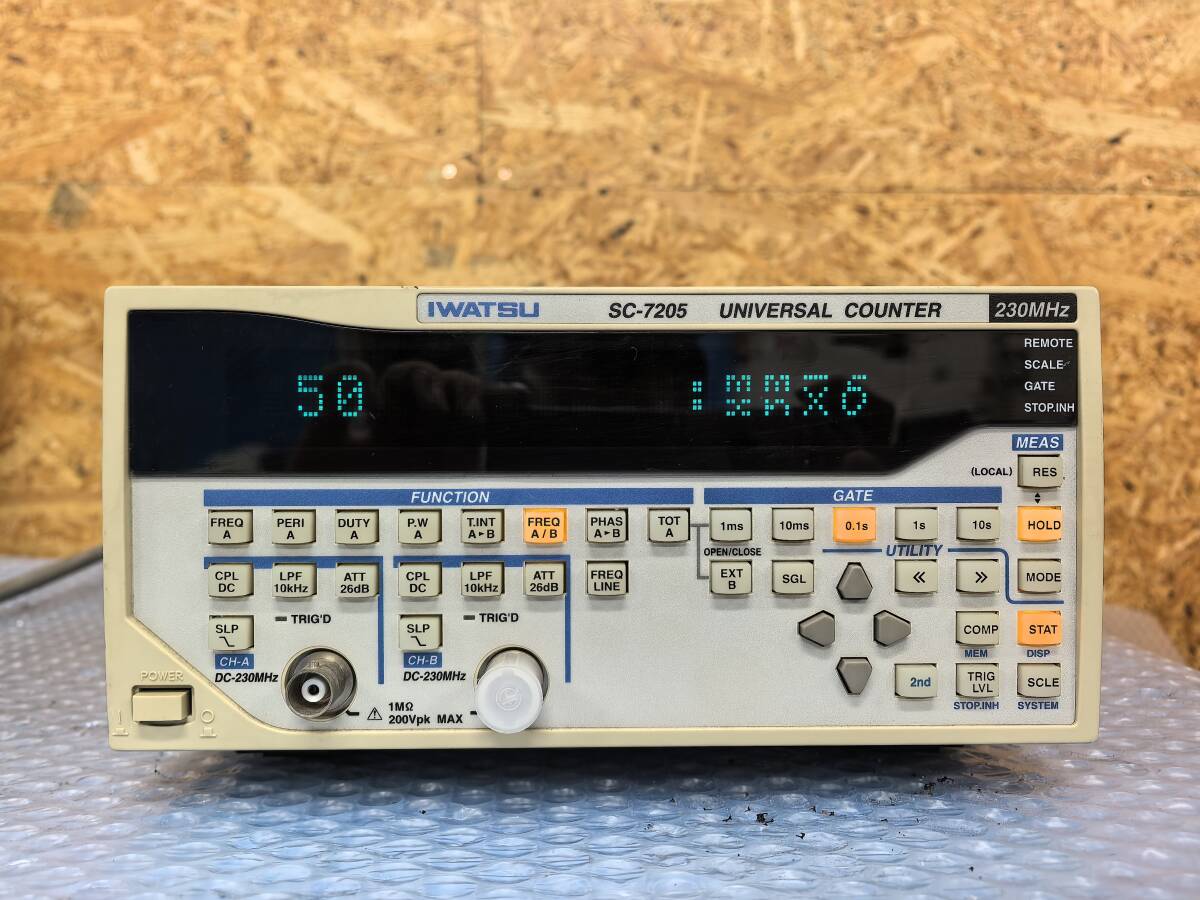 IWATSU SC-7205 UNIVERSAL COUNTER 230MHz
REMOTE
SCALE
GATE
STOP.INH
50
MEAS
(LOCAL) RES
FUNCTION GATE
FREQ A PERI A DUTY A P.W A T.INT A►B FREQ A / B PHAS A►B TOT A 1ms 10ms 0.1s 1s 10s HOLD
OPEN/CLOSE UTILITY
CPL DC LPF 10kHz ATT 26dB CPL DC LPF 10kHz ATT 26dB FREQ LINE EXT B SGL « » MODE
SLP TRIG'D SLP TRIG'D COMP STAT
MEM DISP
CH-A CH-B
DC-230MHz DC-230MHz
POWER 2nd TRIG LVL SCLE
STOP.INH SYSTEM
1MΩ
200Vpk MAX
I O